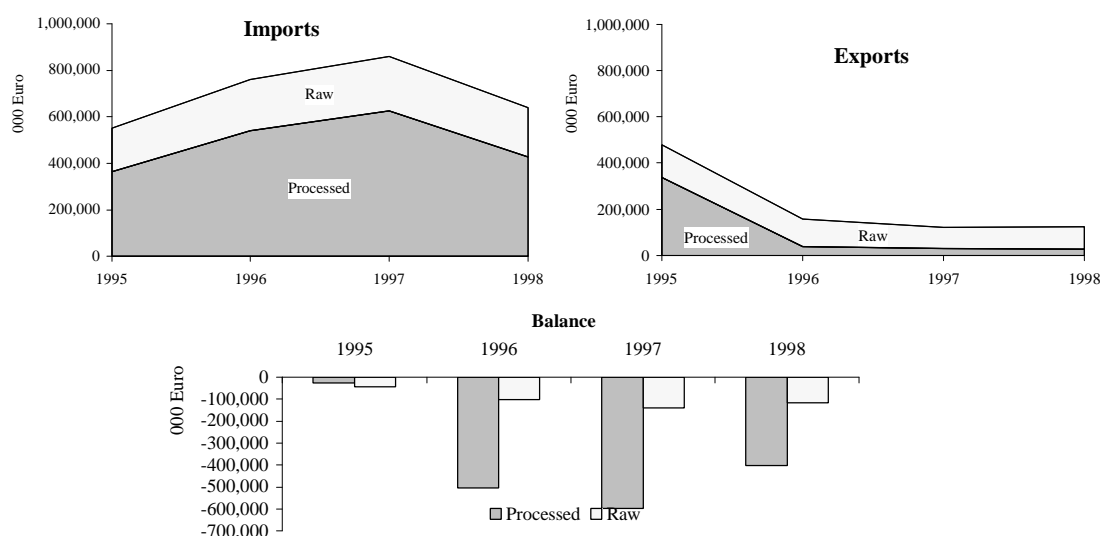 Imports
000 Euro
1,000,000
800,000
600,000
400,000
200,000
0
Raw
Processed
1995 1996 1997 1998
Exports
000 Euro
1,000,000
800,000
600,000
400,000
200,000
0
Processed
Raw
1995 1996 1997 1998
Balance
1995 1996 1997 1998
000 Euro
0
-100,000
-200,000
-300,000
-400,000
-500,000
-600,000
-700,000
Processed Raw